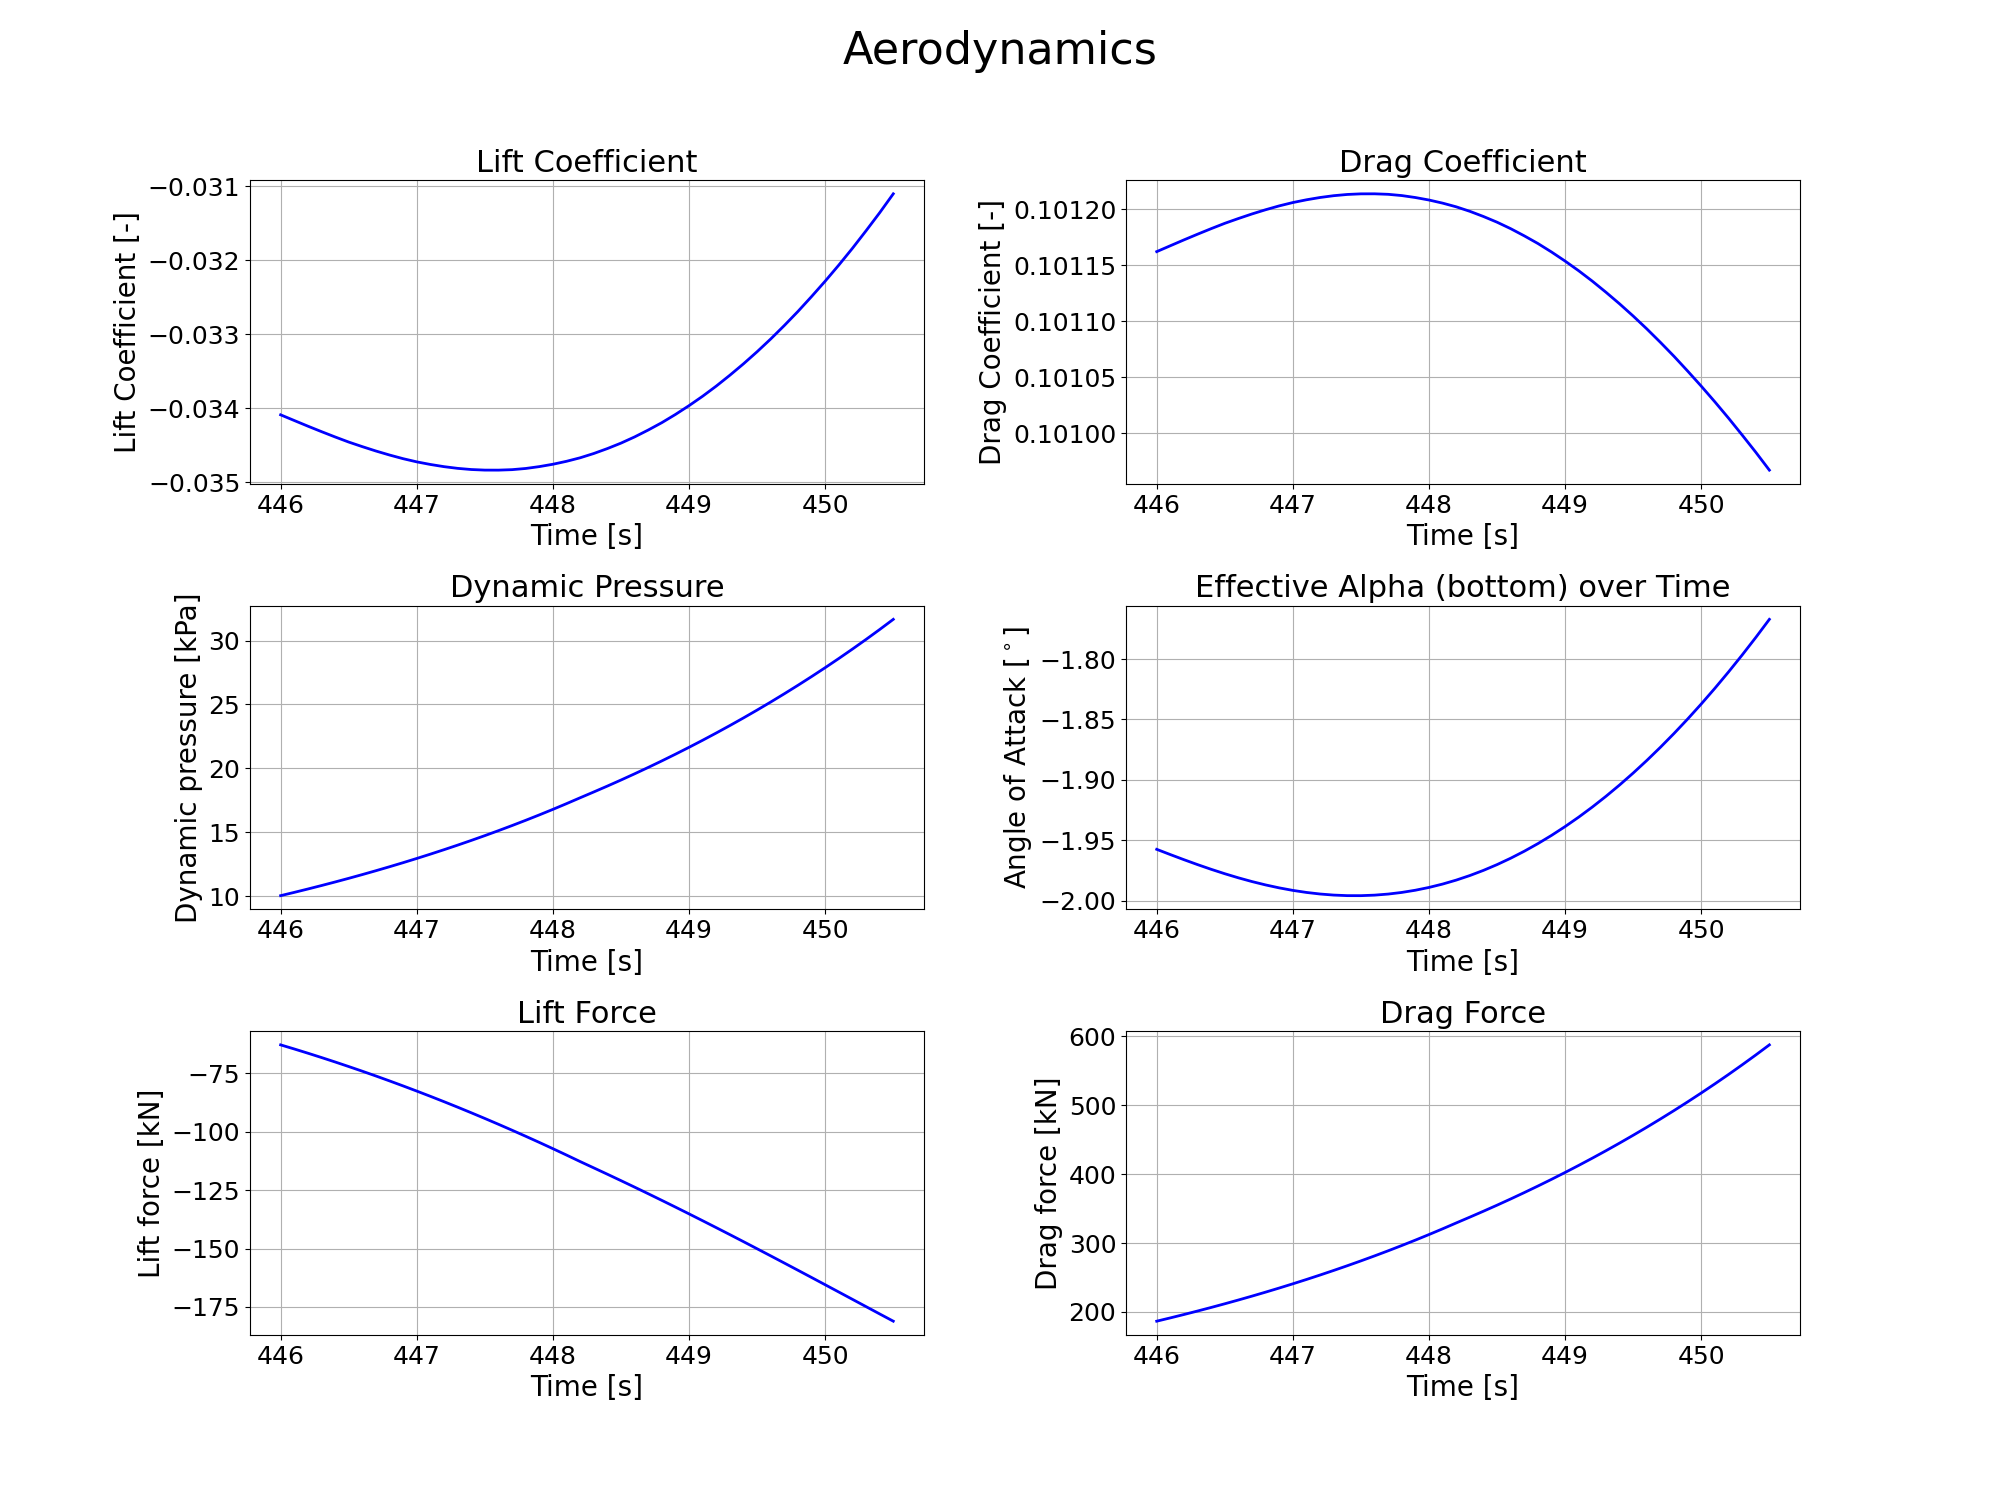 Aerodynamics
Lift Coefficient
Lift Coefficient [-]
−0.031
−0.032
−0.033
−0.034
−0.035
446 447 448 449 450
Time [s]
Drag Coefficient
Drag Coefficient [-]
0.10120
0.10115
0.10110
0.10105
0.10100
446 447 448 449 450
Time [s]
Dynamic Pressure
Dynamic pressure [kPa]
30
25
20
15
10
446 447 448 449 450
Time [s]
Effective Alpha (bottom) over Time
Angle of Attack [°]
−1.80
−1.85
−1.90
−1.95
−2.00
446 447 448 449 450
Time [s]
Lift Force
Lift force [kN]
−75
−100
−125
−150
−175
446 447 448 449 450
Time [s]
Drag Force
Drag force [kN]
600
500
400
300
200
446 447 448 449 450
Time [s]